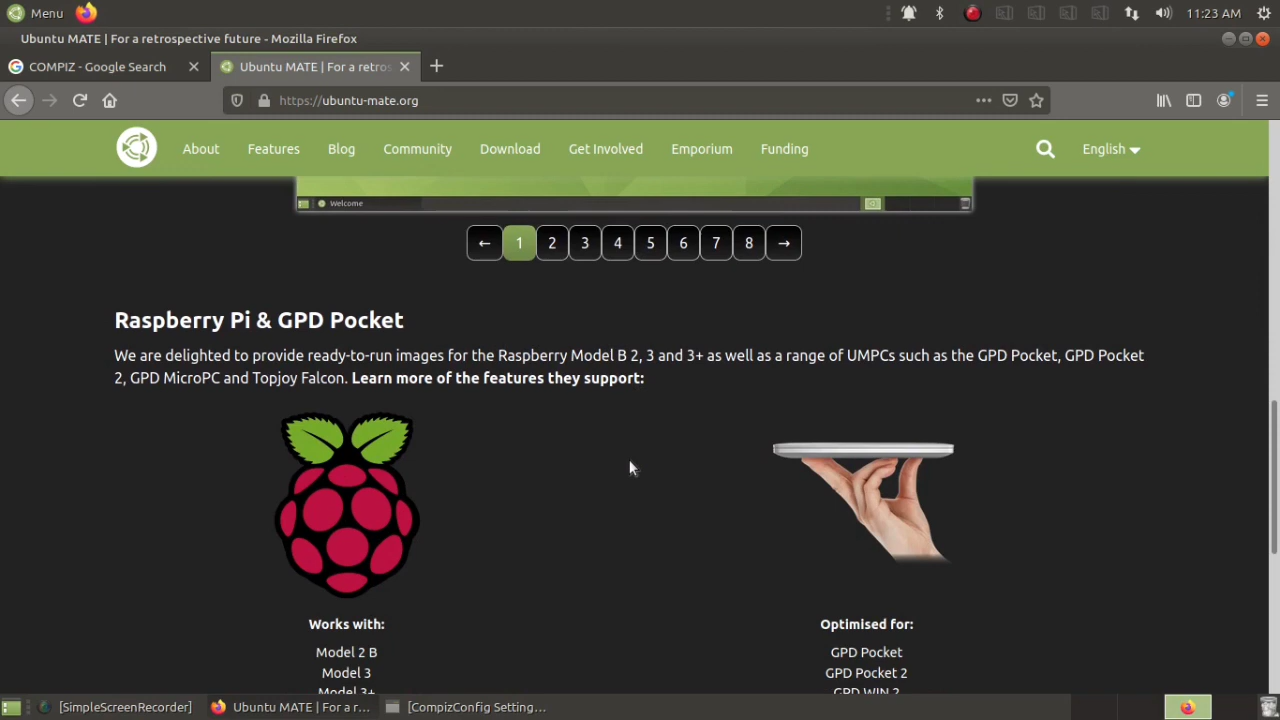 Menu
11:23 AM
Ubuntu MATE | For a retrospective future - Mozilla Firefox
COMPIZ - Google Search
Ubuntu MATE | For a retros
https://ubuntu-mate.org
About
Features
Blog
Community
Download
Get Involved
Emporium
Funding
English
Welcome
← 1 2 3 4 5 6 7 8 →
Raspberry Pi & GPD Pocket
We are delighted to provide ready-to-run images for the Raspberry Model B 2, 3 and 3+ as well as a range of UMPCs such as the GPD Pocket, GPD Pocket
2, GPD MicroPC and Topjoy Falcon. Learn more of the features they support:
Works with:
Model 2 B
Model 3
Model 3+
Optimised for:
GPD Pocket
GPD Pocket 2
GPD WIN 2
[SimpleScreenRecorder]
Ubuntu MATE | For a r...
[CompizConfig Setting...